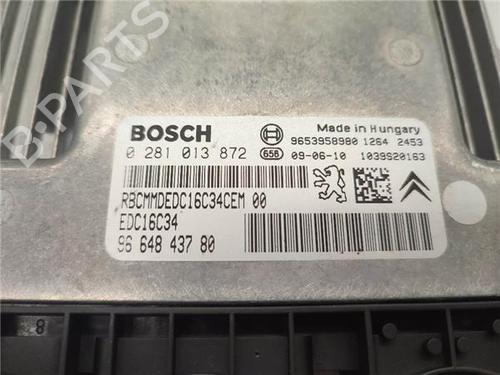 B-PARTS
BOSCH
Made in Hungary
9653958980 1264 2453
0 281 013 872
656 09-06-10 1039S20163
RBCMMDEDC16C34CEM 00
EDC16C34
96 648 437 80
8